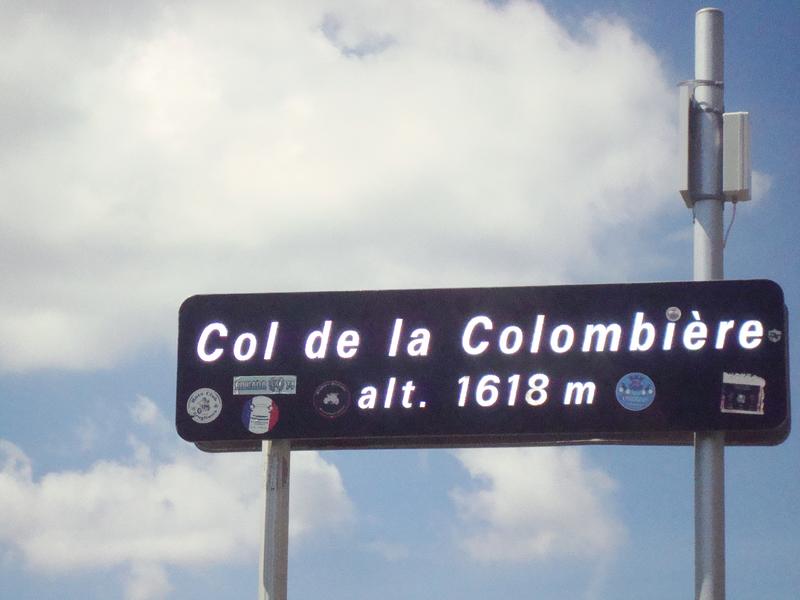 Col de la Colombière
alt. 1618 m